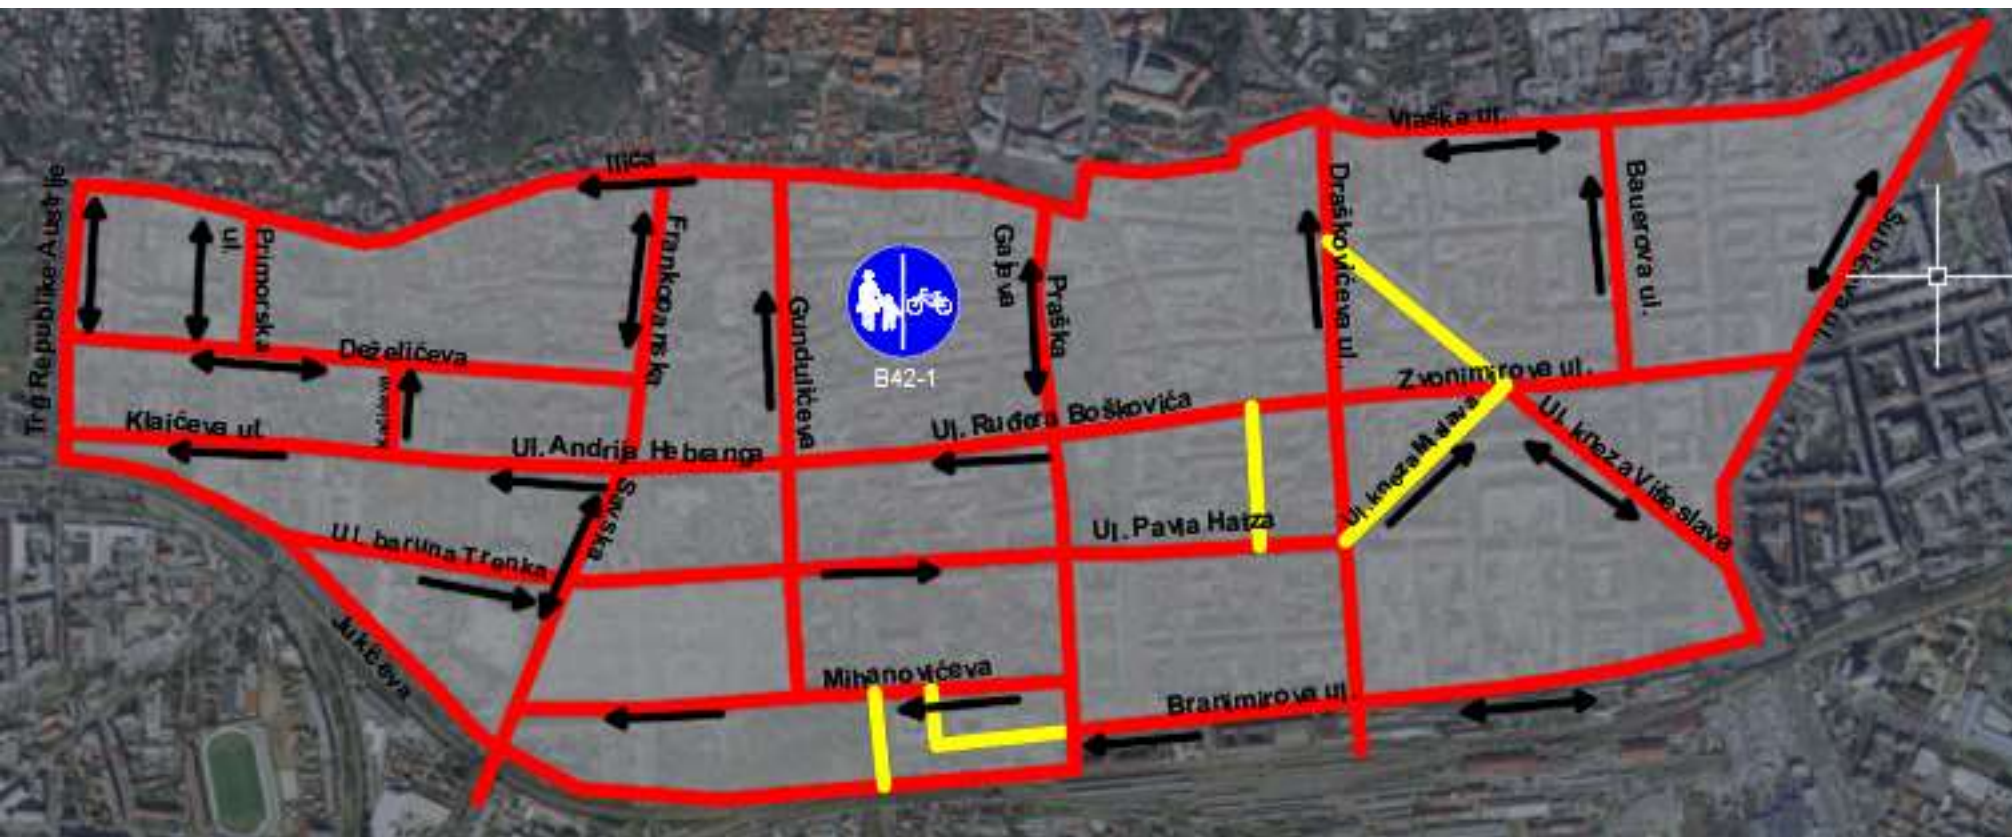 Vlaška ul.
Ilica
Trg Republike Austrije
Primorska
ul.
Frankopanska
Gundulićeva
Gajeva
Praška
Draškovićeva ul.
Bauerova ul.
Šubićeva ul.
B42-1
Deželićeva
Klaićeva ul.
Ul. Andrije Hebranga
Ul. Ruđera Boškovića
Zvonimirova ul.
Ul. kneza Mislava
Ul. kneza Višeslava
Savska
Ul. baruna Trenka
Ul. Pavla Hatza
Jukićeva
Mihanovićeva
Branimirova ul.